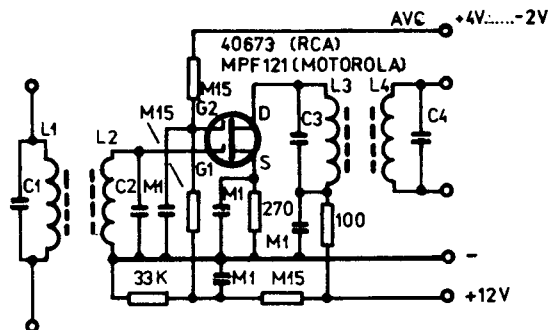 AVC +4V......-2V
40673 (RCA)
MPF121 (MOTOROLA)
M15
M15
G2
D
L3
L4
L1
L2
C3
C4
G1
S
C1
C2
M1
M1
270
M1
100
-
33K
M1
M15
+12V